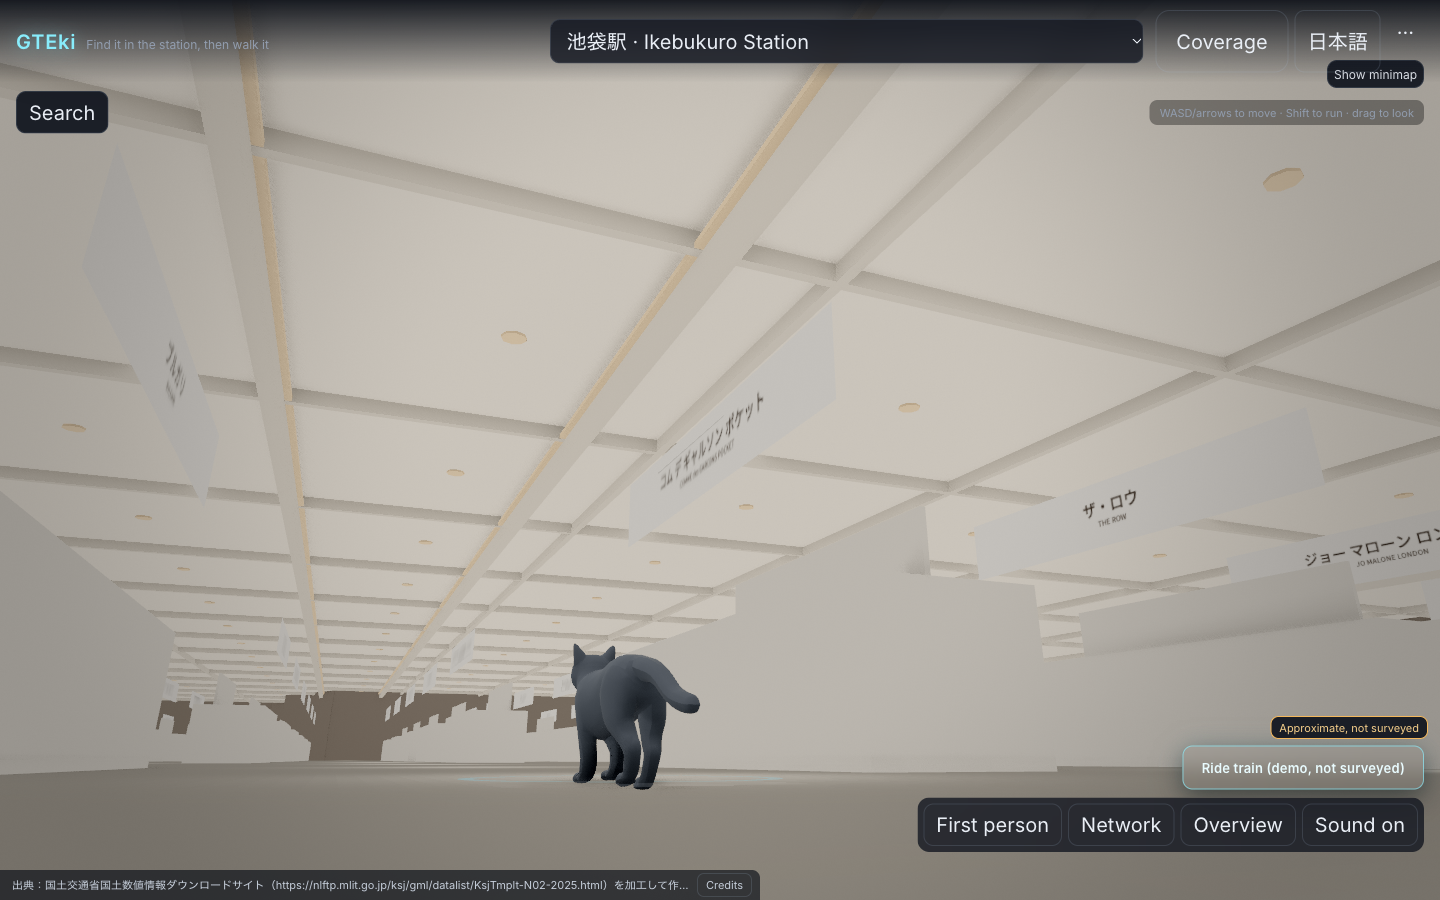 GTEki Find it in the station, then walk it
池袋駅 · Ikebukuro Station
Coverage
日本語
...
Show minimap
Search
WASD/arrows to move · Shift to run · drag to look
コム デ ギャルソン ポケット
COMME DES GARCONS POCKET
ザ・ロウ
THE ROW
ジョー マローン ロン
JO MALONE LONDON
Approximate, not surveyed
Ride train (demo, not surveyed)
First person
Network
Overview
Sound on
出典：国土交通省国土数値情報ダウンロードサイト（https://nlftp.mlit.go.jp/ksj/gml/datalist/KsjTmplt-N02-2025.html）を加工して作...
Credits